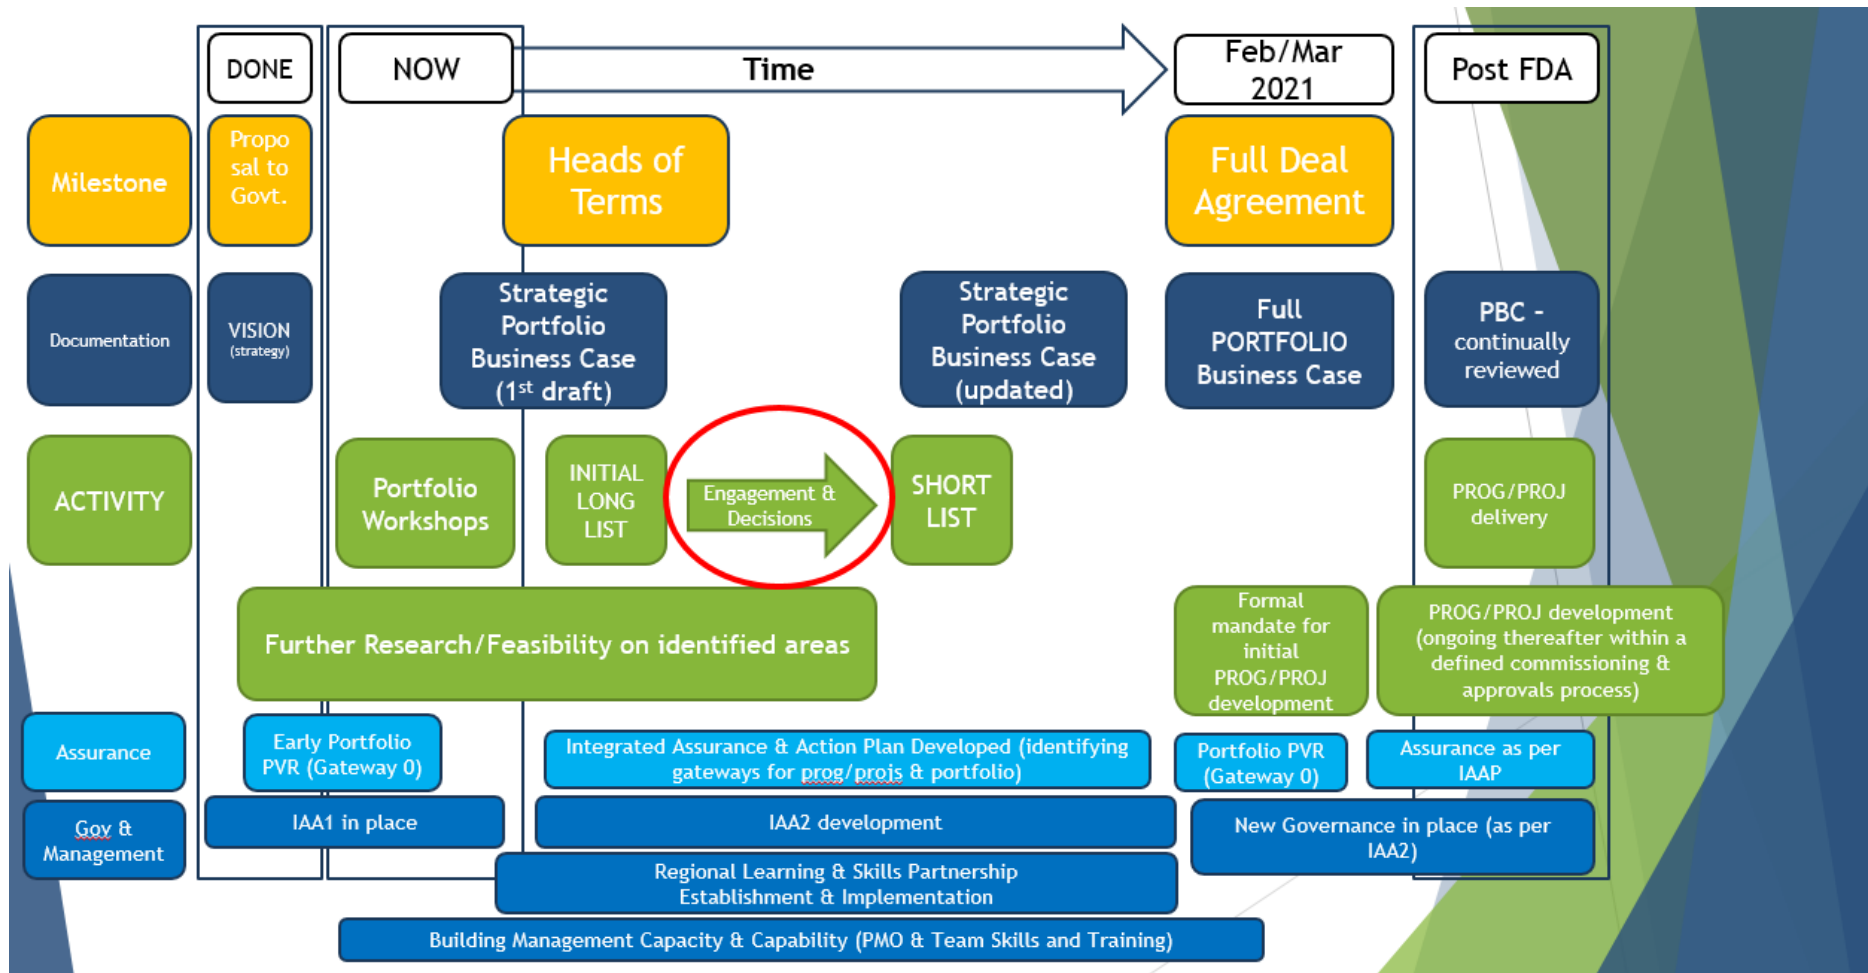 DONE
NOW
Time
Feb/Mar
2021
Post FDA
Milestone
Propo
sal to
Govt.
Heads of
Terms
Full Deal
Agreement
Documentation
VISION
(strategy)
Strategic
Portfolio
Business Case
(1st draft)
Strategic
Portfolio
Business Case
(updated)
Full
PORTFOLIO
Business Case
PBC –
continually
reviewed
ACTIVITY
Portfolio
Workshops
INITIAL
LONG
LIST
Engagement &
Decisions
SHORT
LIST
PROG/PROJ
delivery
Further Research/Feasibility on identified areas
Formal
mandate for
initial
PROG/PROJ
development
PROG/PROJ development
(ongoing thereafter within a
defined commissioning &
approvals process)
Assurance
Early Portfolio
PVR (Gateway 0)
Integrated Assurance & Action Plan Developed (identifying
gateways for prog/projs & portfolio)
Portfolio PVR
(Gateway 0)
Assurance as per
IAAP
Gov &
Management
IAA1 in place
IAA2 development
New Governance in place (as per
IAA2)
Regional Learning & Skills Partnership
Establishment & Implementation
Building Management Capacity & Capability (PMO & Team Skills and Training)